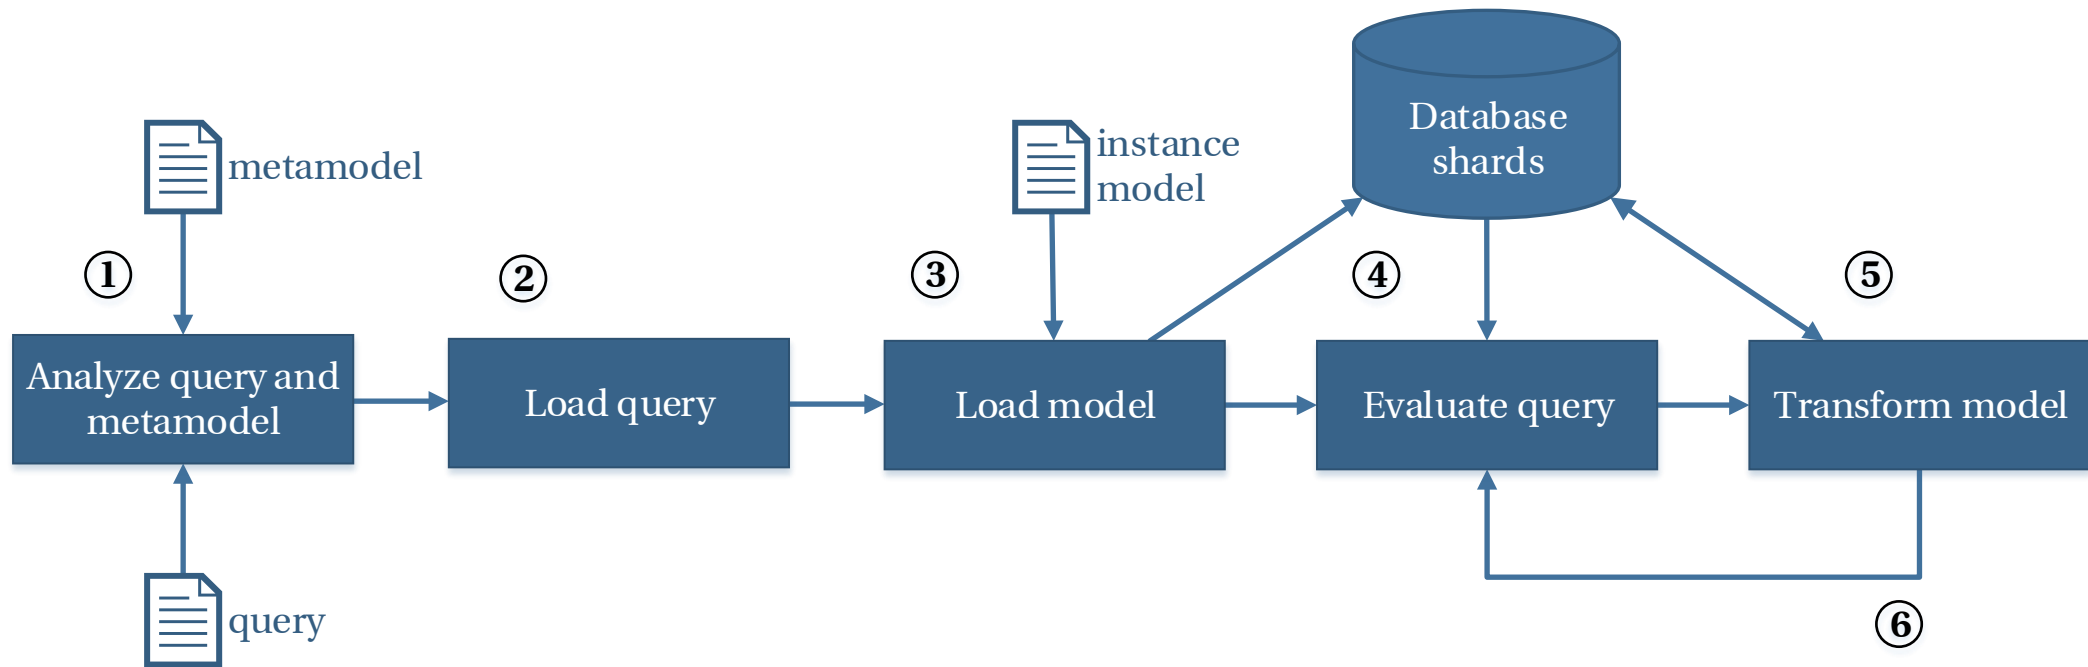 Database
shards
metamodel
instance
model
①
②
③
④
⑤
Analyze query and
metamodel
Load query
Load model
Evaluate query
Transform model
query
⑥